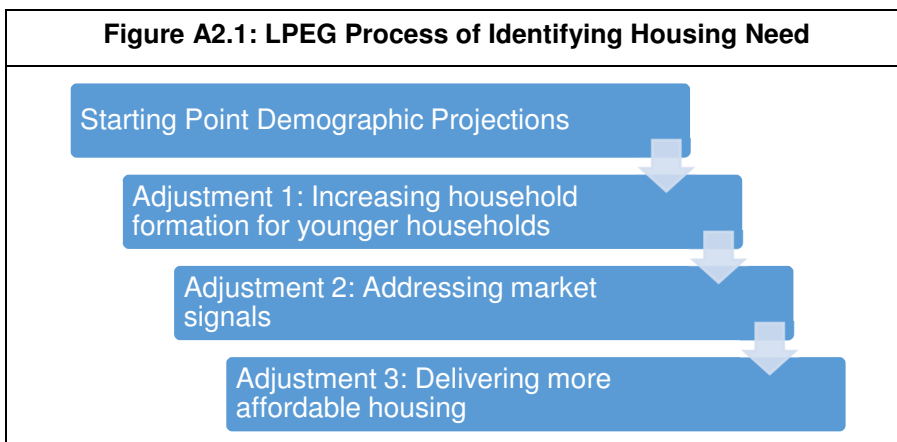 Figure A2.1: LPEG Process of Identifying Housing Need
Starting Point Demographic Projections
Adjustment 1: Increasing household
formation for younger households
Adjustment 2: Addressing market
signals
Adjustment 3: Delivering more
affordable housing